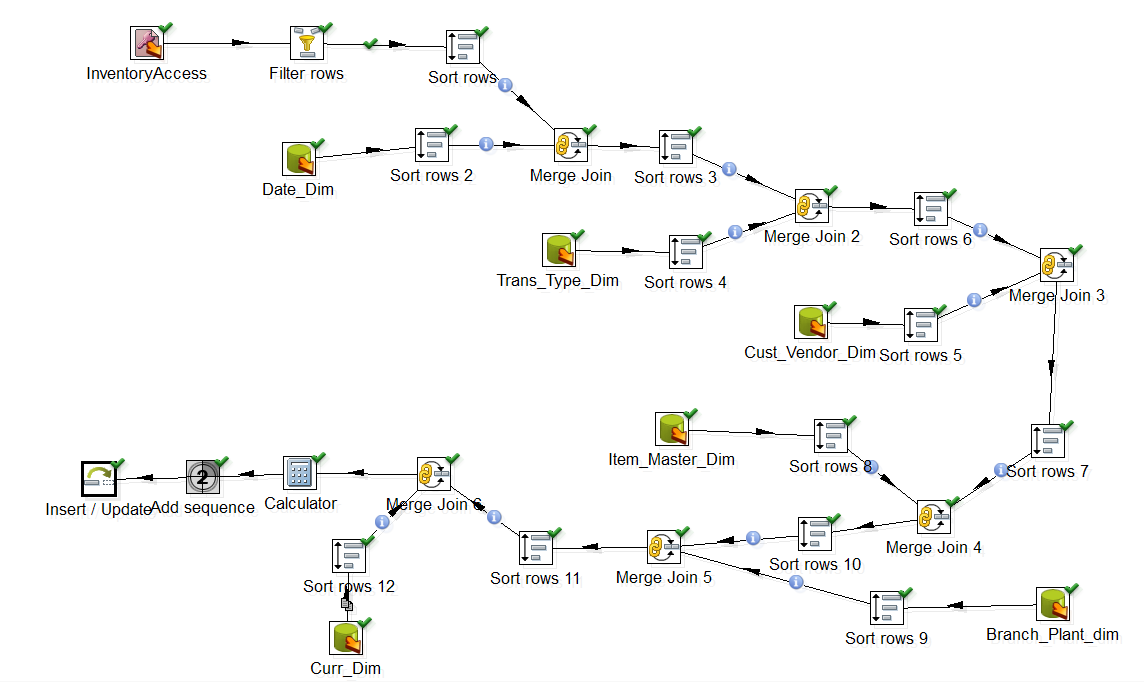 InventoryAccess
Filter rows
Sort rows
Date_Dim
Sort rows 2
Merge Join
Sort rows 3
Trans_Type_Dim
Sort rows 4
Merge Join 2
Sort rows 6
Cust_Vendor_Dim
Sort rows 5
Merge Join 3
Item_Master_Dim
Sort rows 8
Sort rows 7
Insert / Update
2
Add sequence
Calculator
Merge Join 6
Sort rows 12
Sort rows 11
Merge Join 5
Sort rows 10
Merge Join 4
Curr_Dim
Sort rows 9
Branch_Plant_dim